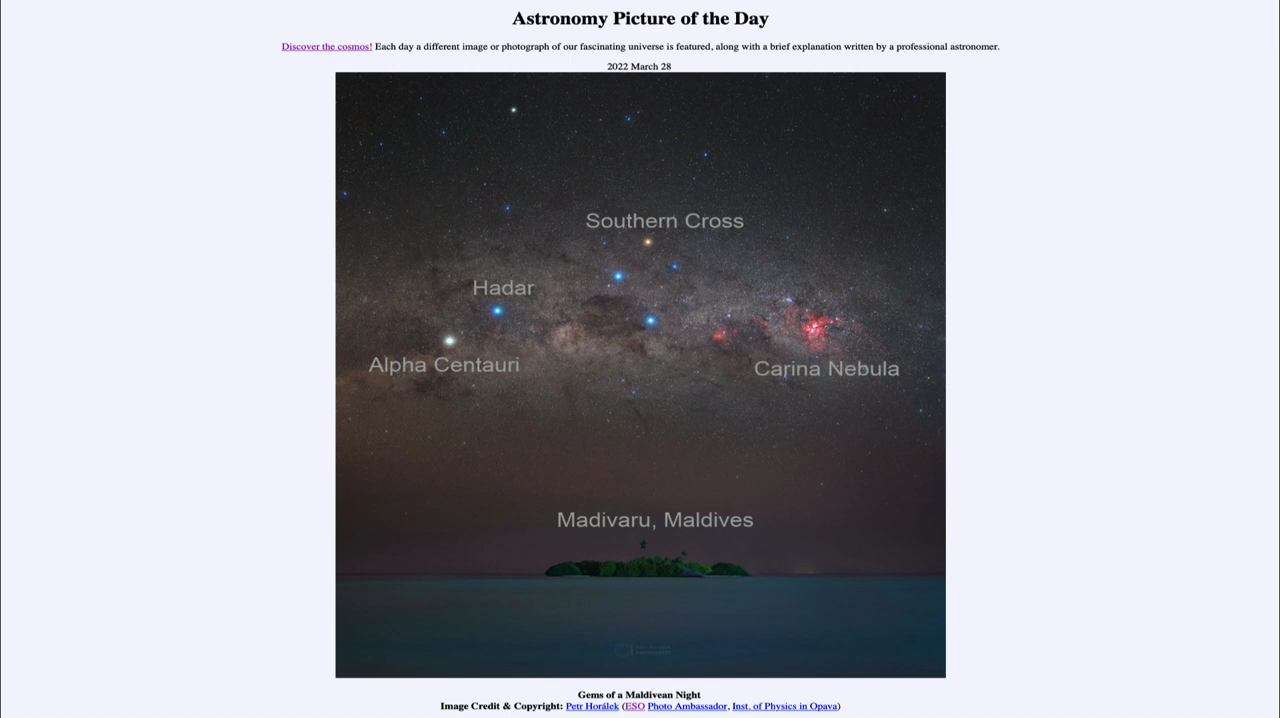 Astronomy Picture of the Day
Discover the cosmos! Each day a different image or photograph of our fascinating universe is featured, along with a brief explanation written by a professional astronomer.
2022 March 28
Southern Cross
Hadar
Alpha Centauri
Carina Nebula
Madivaru, Maldives
Gems of a Maldivean Night
Image Credit & Copyright: Petr Horálek (ESO Photo Ambassador, Inst. of Physics in Opava)